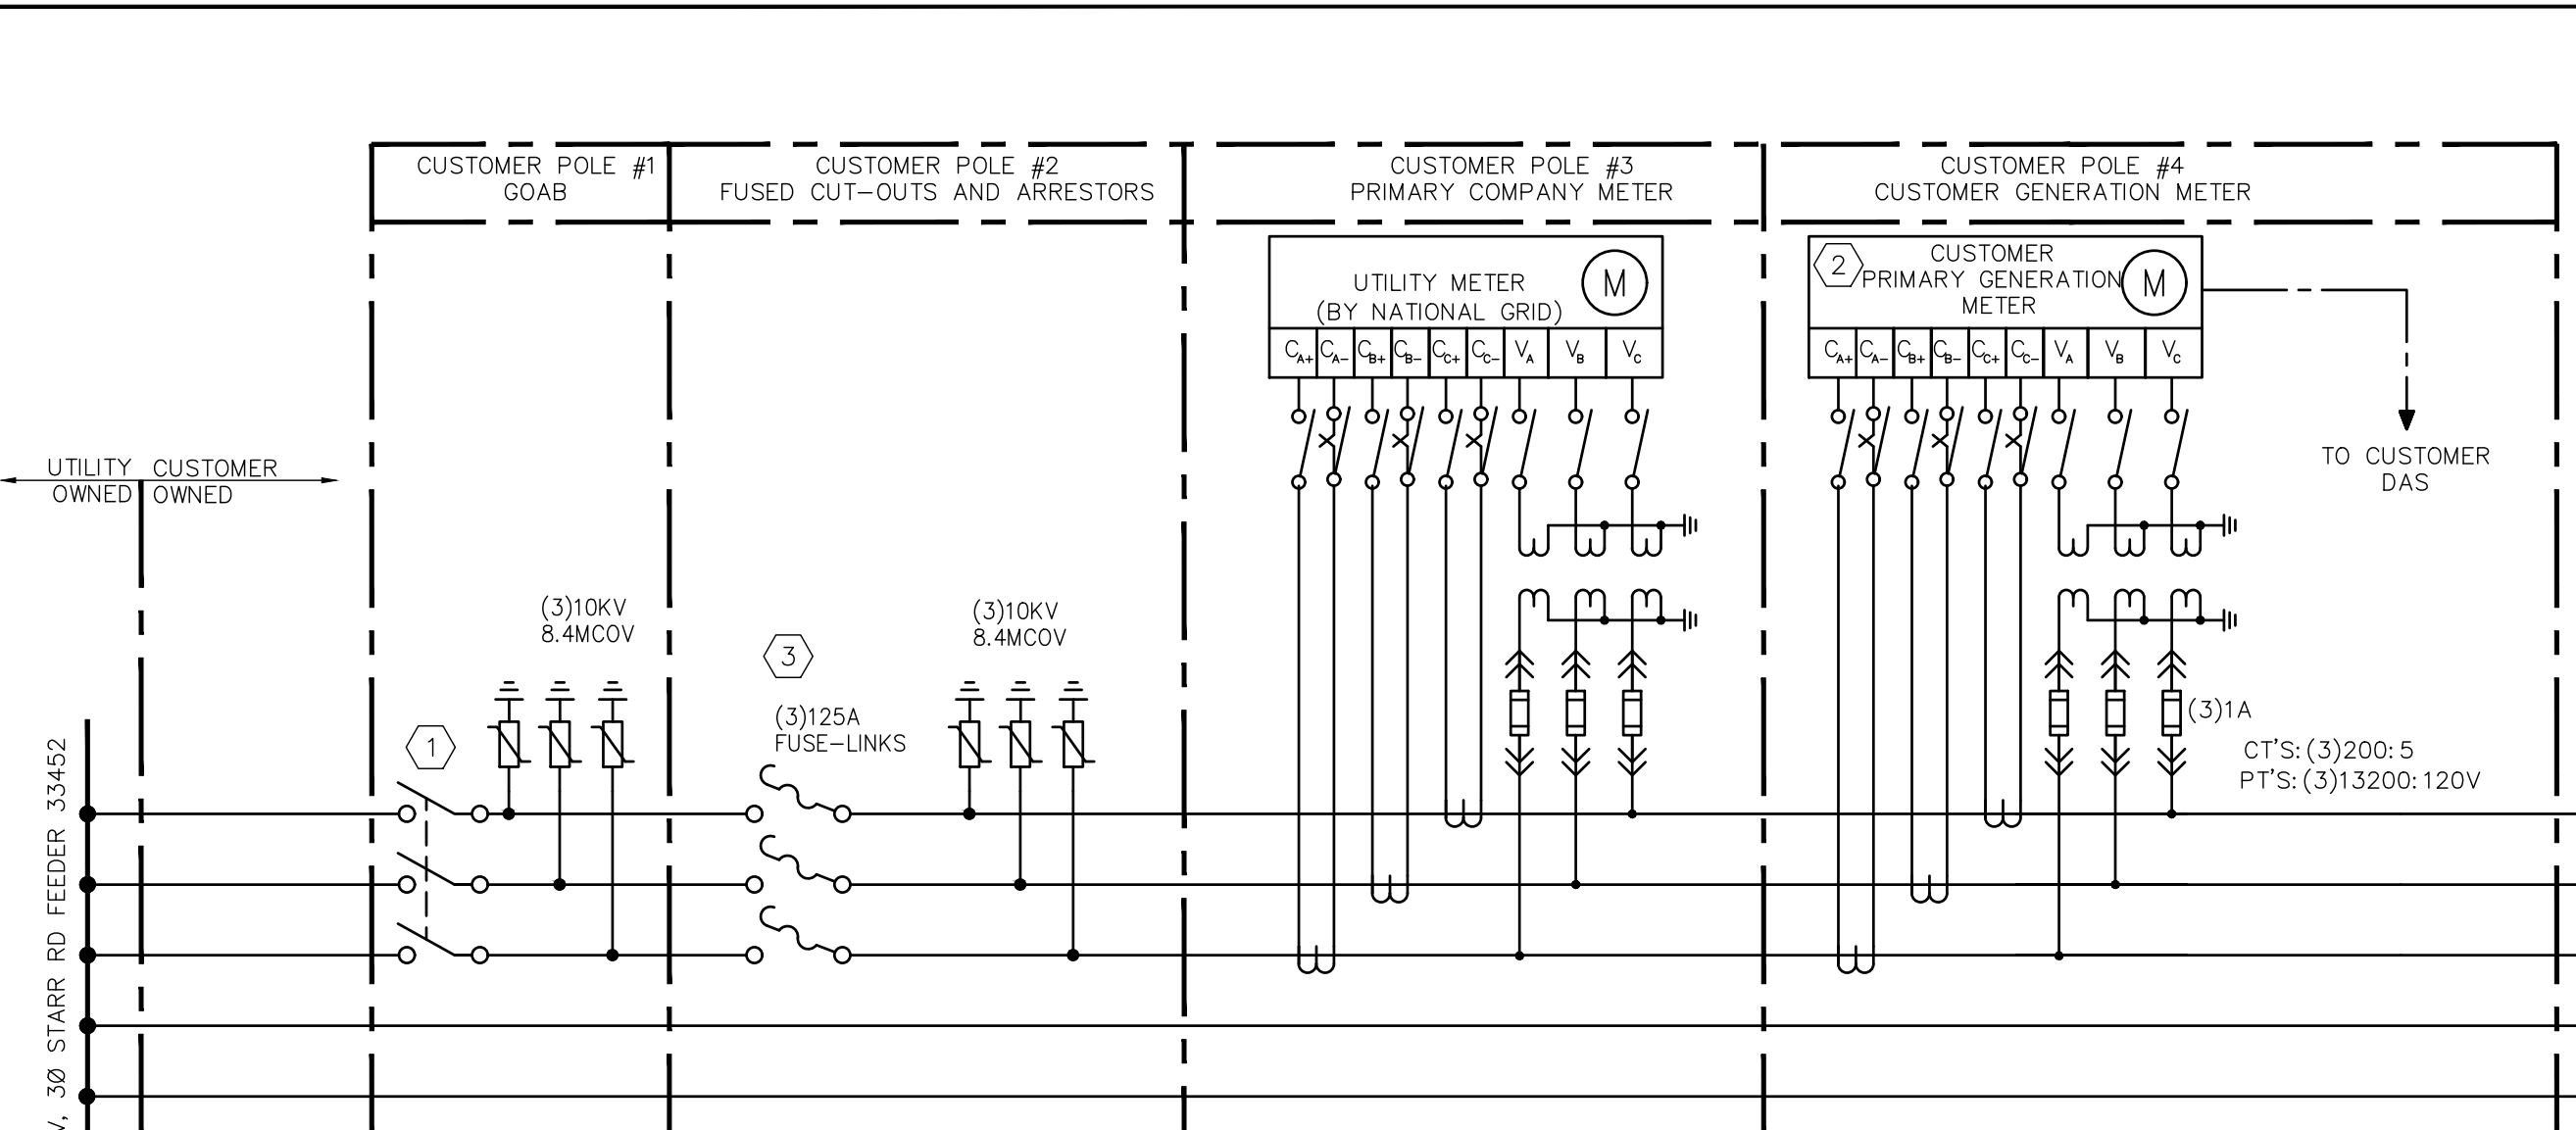 CUSTOMER POLE #1
GOAB
CUSTOMER POLE #2
FUSED CUT-OUTS AND ARRESTORS
CUSTOMER POLE #3
PRIMARY COMPANY METER
CUSTOMER POLE #4
CUSTOMER GENERATION METER
UTILITY METER
(BY NATIONAL GRID)
M
CA+ CA- CB+ CB- CC+ CC- VA VB VC
2
CUSTOMER
PRIMARY GENERATION
METER
M
CA+ CA- CB+ CB- CC+ CC- VA VB VC
TO CUSTOMER
DAS
UTILITY
OWNED
CUSTOMER
OWNED
(3)10KV
8.4MCOV
1
3
(3)125A
FUSE-LINKS
(3)10KV
8.4MCOV
(3)1A
CT'S:(3)200:5
PT'S:(3)13200:120V
V, 3Ø STARR RD FEEDER 33452